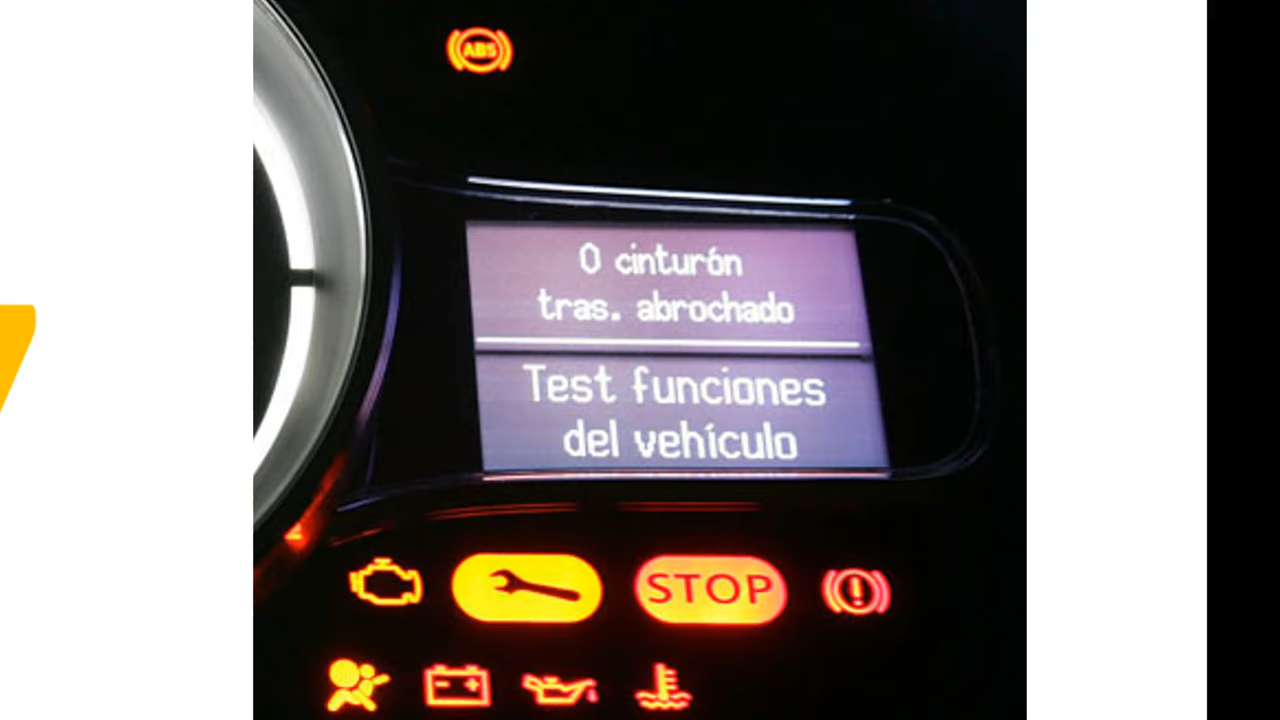 ABS
0 cinturón
tras. abrochado
Test funciones
del vehículo
STOP